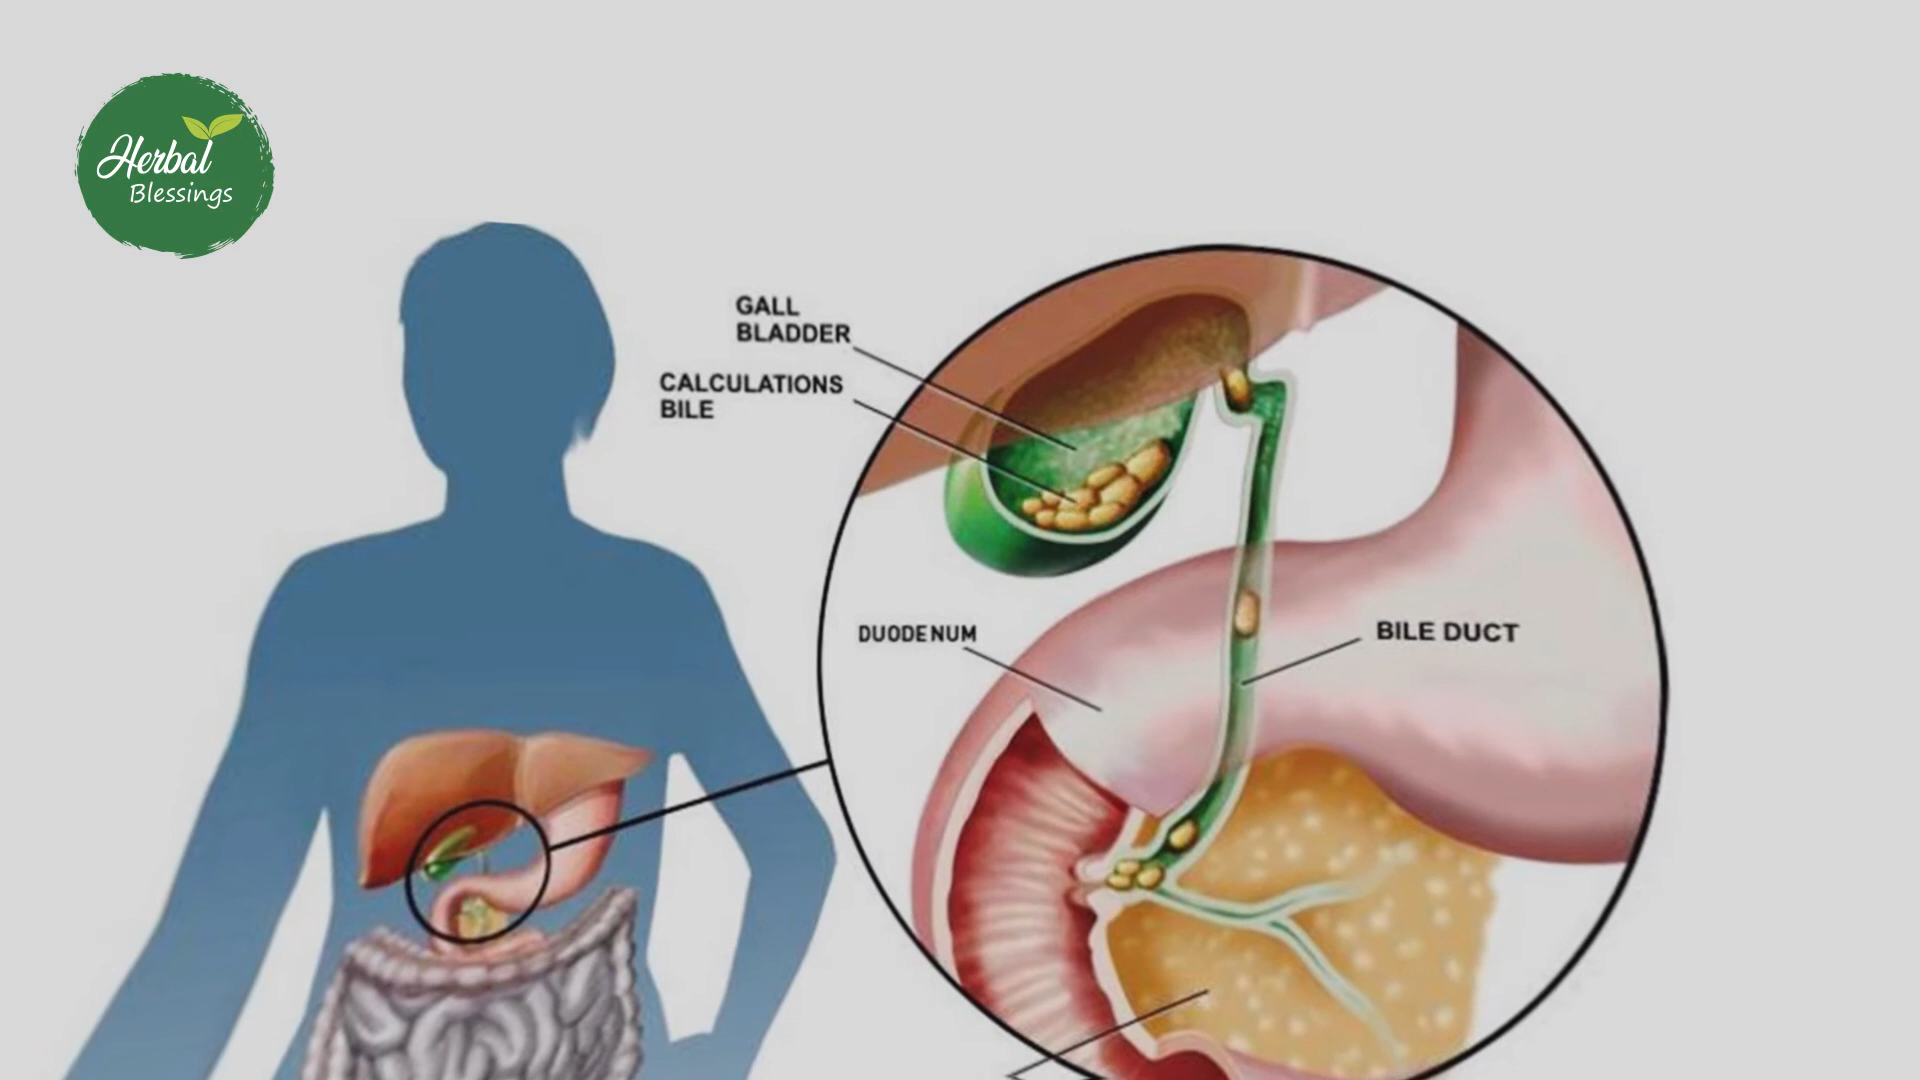 Herbal
Blessings
GALL
BLADDER
CALCULATIONS
BILE
DUODENUM
BILE DUCT